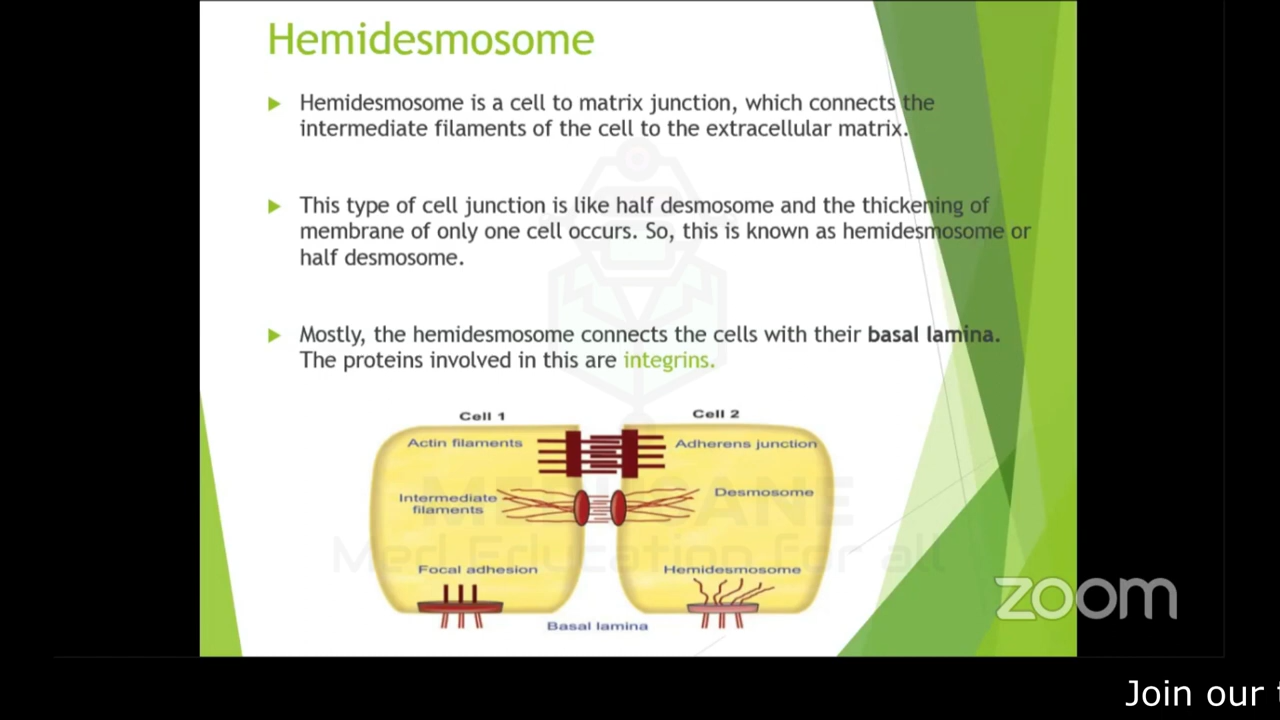 Hemidesmosome
Hemidesmosome is a cell to matrix junction, which connects the
intermediate filaments of the cell to the extracellular matrix.
This type of cell junction is like half desmosome and the thickening of
membrane of only one cell occurs. So, this is known as hemidesmosome or
half desmosome.
Mostly, the hemidesmosome connects the cells with their basal lamina.
The proteins involved in this are integrins.
Cell 1
Cell 2
Actin filaments
Adherens junction
Intermediate
filaments
Desmosome
Med Education for all
Focal adhesion
Hemidesmosome
Basal lamina
zoom
Join our